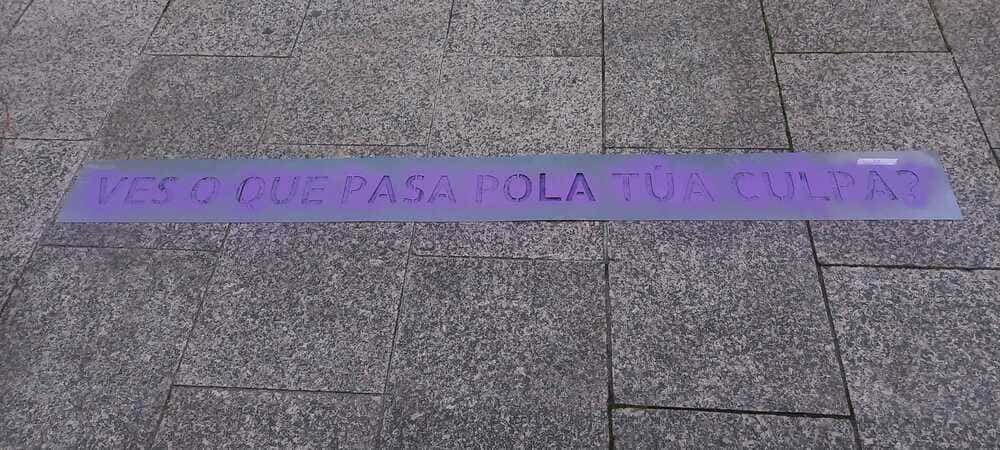 VES O QUE PASA POLA TÚA CULPA?